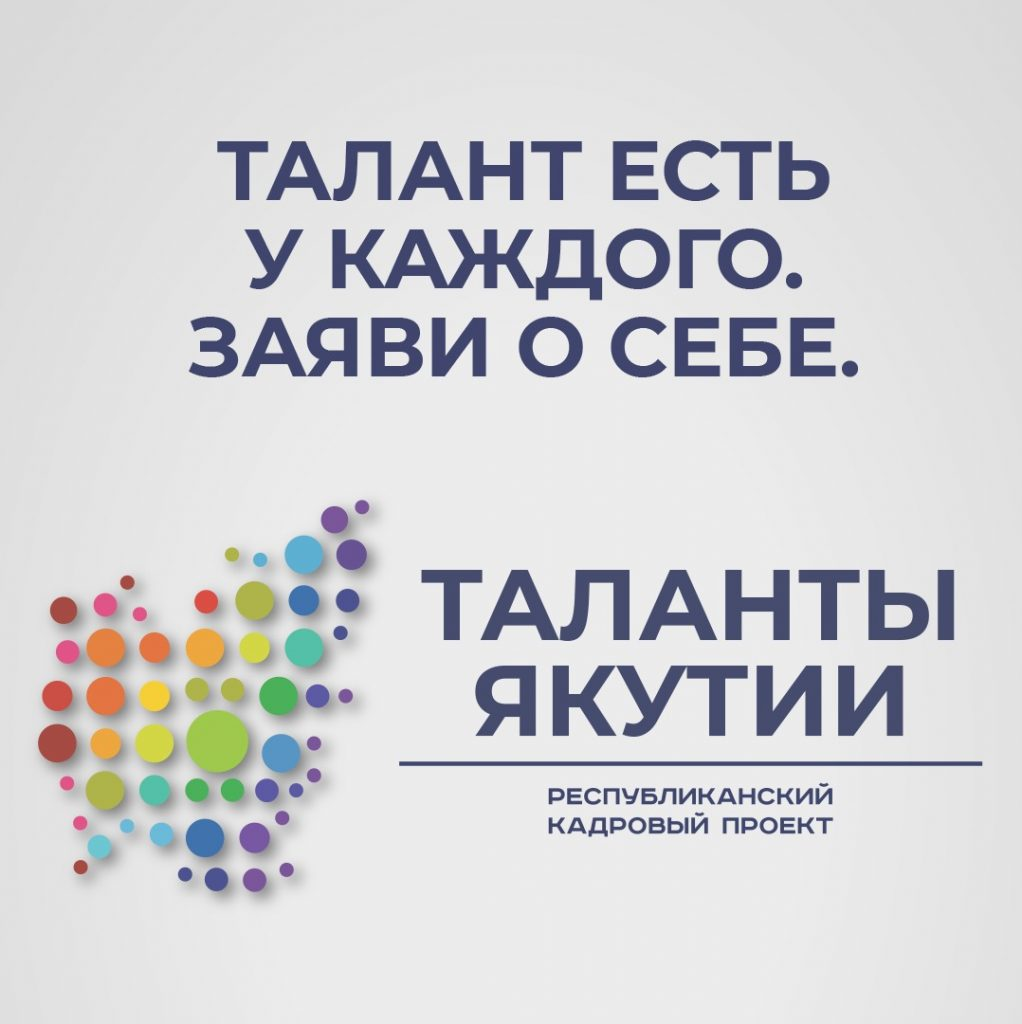 ТАЛАНТ ЕСТЬ
У КАЖДОГО.
ЗАЯВИ О СЕБЕ.
ТАЛАНТЫ
ЯКУТИИ
РЕСПУБЛИКАНСКИЙ
КАДРОВЫЙ ПРОЕКТ